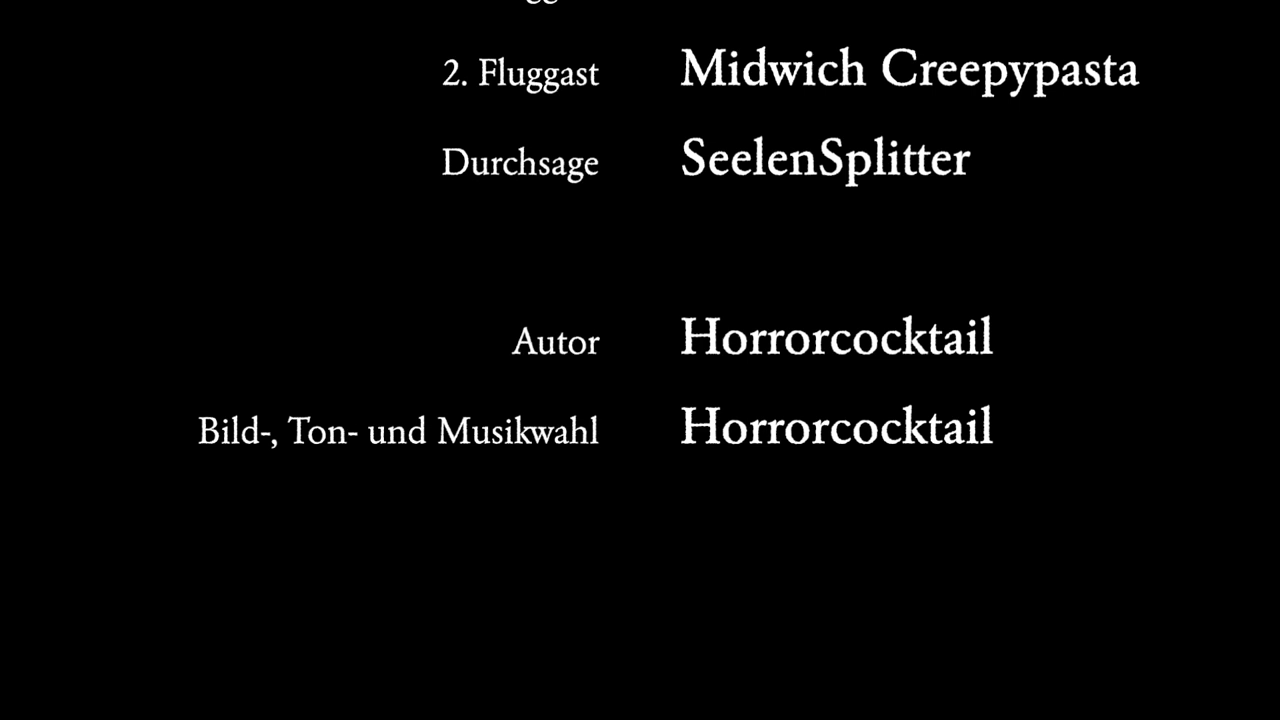 2. Fluggast Midwich Creepypasta
Durchsage SeelenSplitter
Autor Horrorcocktail
Bild-, Ton- und Musikwahl Horrorcocktail